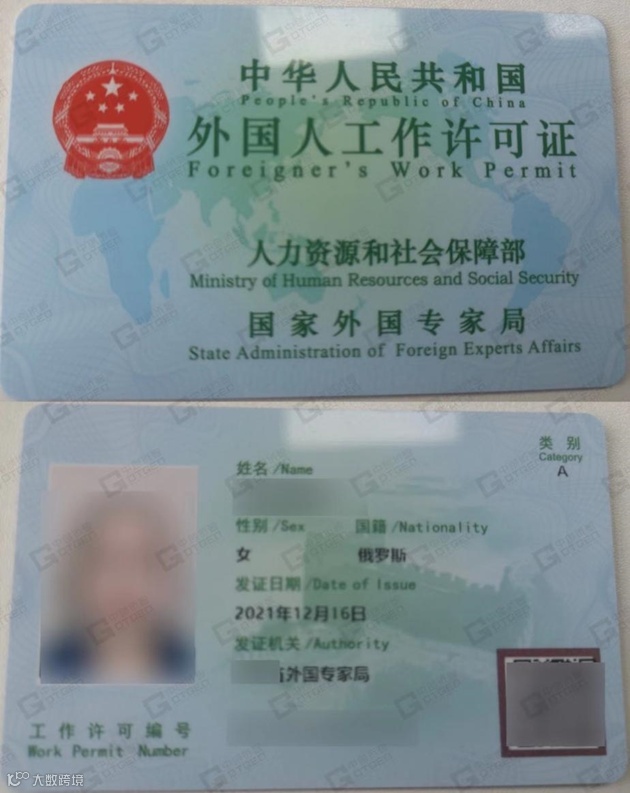 中华人民共和国
People's Republic of China
外国人工作许可证
Foreigner's Work Permit
人力资源和社会保障部
Ministry of Human Resources and Social Security
国家外国专家局
State Administration of Foreign Experts Affairs
类别
Category
A
姓名/Name
性别/Sex 国籍/Nationality
女 俄罗斯
发证日期/Date of Issue
2021年12月16日
发证机关/Authority
外国专家局
工作许可编号
Work Permit Number
大数跨境